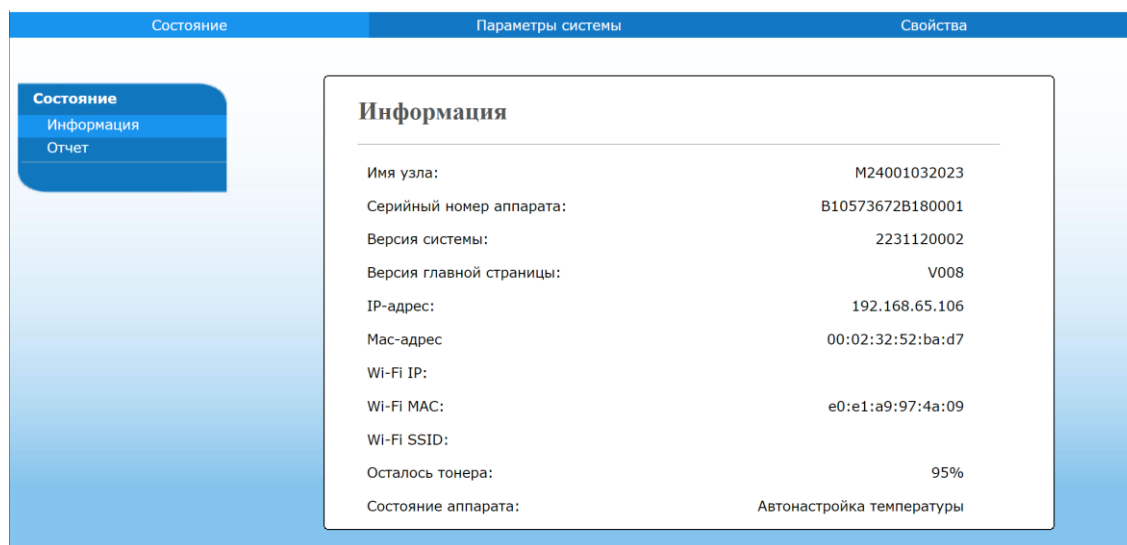 Состояние Параметры системы Свойства
Состояние
Информация
Отчет
Информация
Имя узла: M24001032023
Серийный номер аппарата: B10573672B180001
Версия системы: 2231120002
Версия главной страницы: V008
IP-адрес: 192.168.65.106
Мас-адрес 00:02:32:52:ba:d7
Wi-Fi IP:
Wi-Fi MAC: e0:e1:a9:97:4a:09
Wi-Fi SSID:
Осталось тонера: 95%
Состояние аппарата: Автонастройка температуры